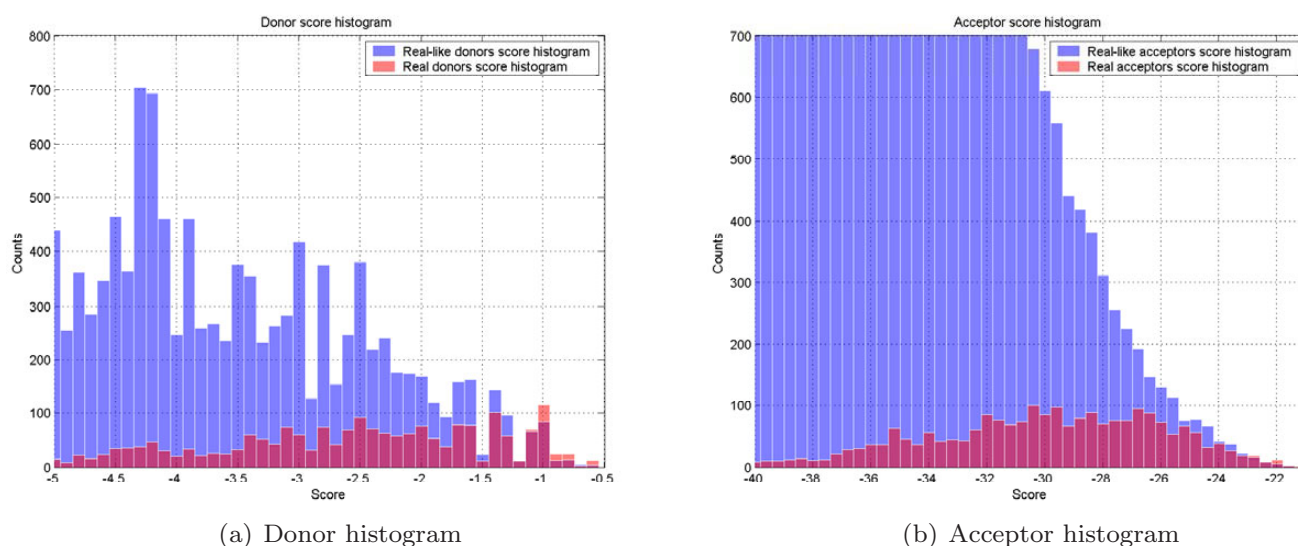 Donor score histogram
800
700
600
500
400
300
200
100
0
Counts
Real-like donors score histogram
Real donors score histogram
-5 -4.5 -4 -3.5 -3 -2.5 -2 -1.5 -1 -0.5
Score
(a) Donor histogram
Acceptor score histogram
700
600
500
400
300
200
100
0
Counts
Real-like acceptors score histogram
Real acceptors score histogram
-40 -38 -36 -34 -32 -30 -28 -26 -24 -22
Score
(b) Acceptor histogram